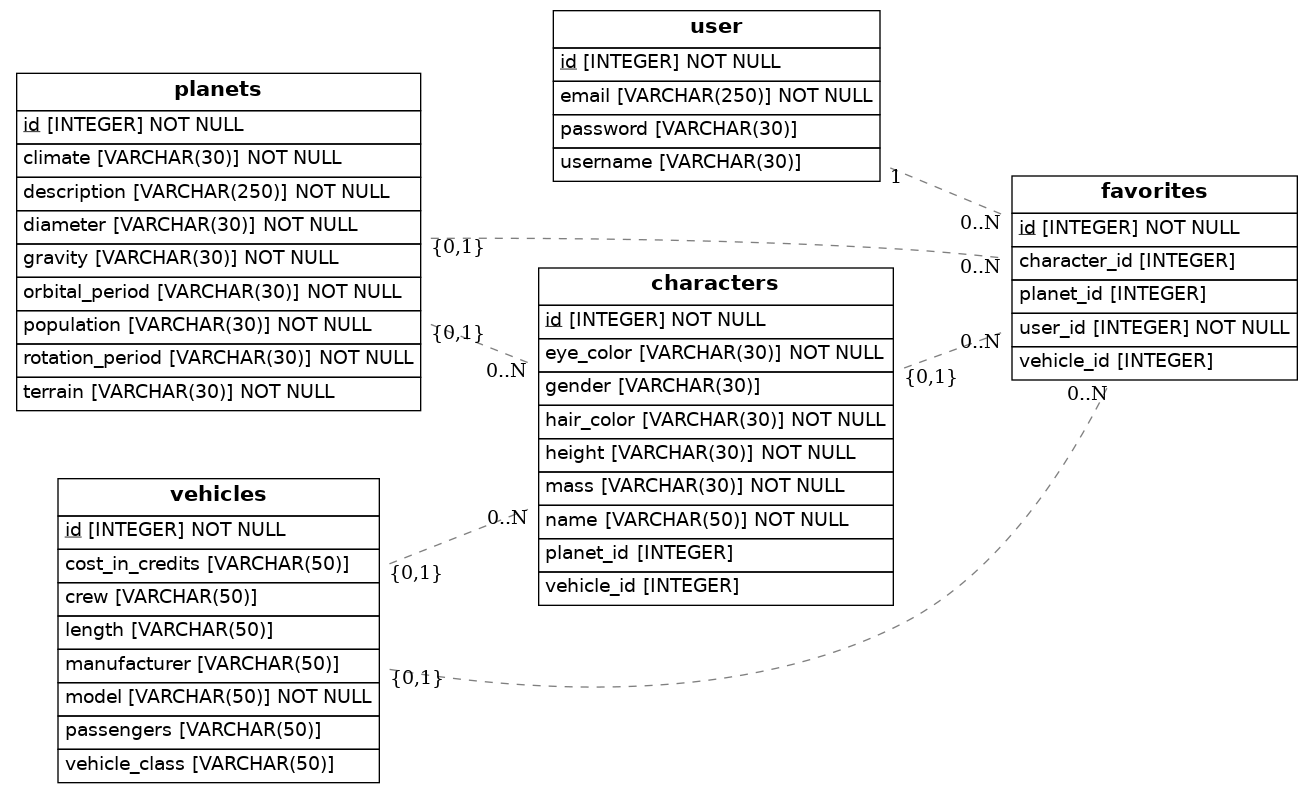 user
id [INTEGER] NOT NULL
email [VARCHAR(250)] NOT NULL
password [VARCHAR(30)]
username [VARCHAR(30)]
planets
id [INTEGER] NOT NULL
climate [VARCHAR(30)] NOT NULL
description [VARCHAR(250)] NOT NULL
diameter [VARCHAR(30)] NOT NULL
gravity [VARCHAR(30)] NOT NULL
orbital_period [VARCHAR(30)] NOT NULL
population [VARCHAR(30)] NOT NULL
rotation_period [VARCHAR(30)] NOT NULL
terrain [VARCHAR(30)] NOT NULL
favorites
id [INTEGER] NOT NULL
character_id [INTEGER]
planet_id [INTEGER]
user_id [INTEGER] NOT NULL
vehicle_id [INTEGER]
characters
id [INTEGER] NOT NULL
eye_color [VARCHAR(30)] NOT NULL
gender [VARCHAR(30)]
hair_color [VARCHAR(30)] NOT NULL
height [VARCHAR(30)] NOT NULL
mass [VARCHAR(30)] NOT NULL
name [VARCHAR(50)] NOT NULL
planet_id [INTEGER]
vehicle_id [INTEGER]
vehicles
id [INTEGER] NOT NULL
cost_in_credits [VARCHAR(50)]
crew [VARCHAR(50)]
length [VARCHAR(50)]
manufacturer [VARCHAR(50)]
model [VARCHAR(50)] NOT NULL
passengers [VARCHAR(50)]
vehicle_class [VARCHAR(50)]
1
0..N
{0,1}
0..N
{0,1}
0..N
{0,1}
0..N
{0,1}
0..N
{0,1}
0..N